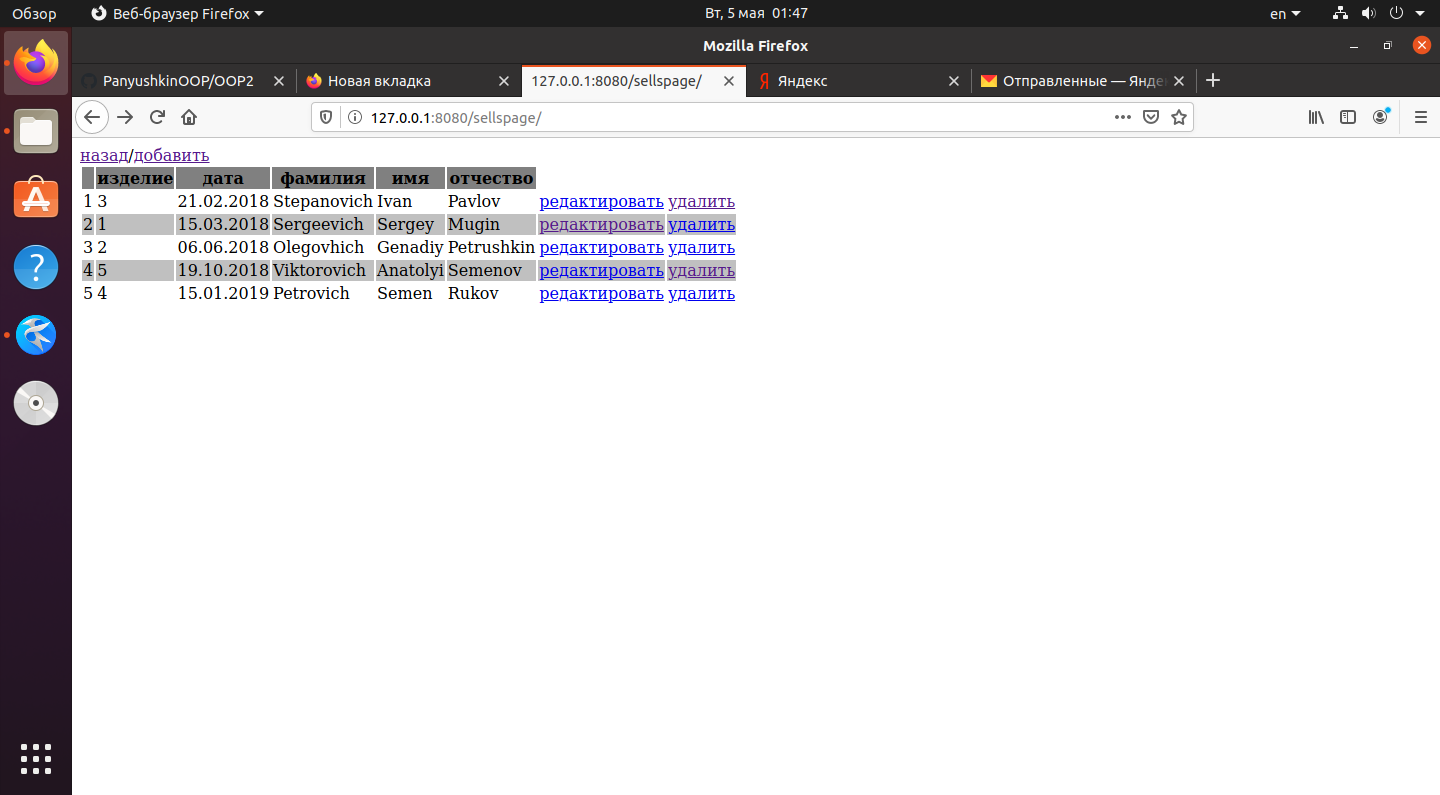 Обзор Веб-браузер Firefox Вт, 5 мая 01:47 en
Mozilla Firefox
PanyushkinOOP/OOP2 Новая вкладка 127.0.0.1:8080/sellspage/ Яндекс Отправленные — Янде
127.0.0.1:8080/sellspage/
назад/добавить
изделие дата фамилия имя отчество
1 3 21.02.2018 Stepanovich Ivan Pavlov редактировать удалить
2 1 15.03.2018 Sergeevich Sergey Mugin редактировать удалить
3 2 06.06.2018 Olegovhich Genadiy Petrushkin редактировать удалить
4 5 19.10.2018 Viktorovich Anatolyi Semenov редактировать удалить
5 4 15.01.2019 Petrovich Semen Rukov редактировать удалить